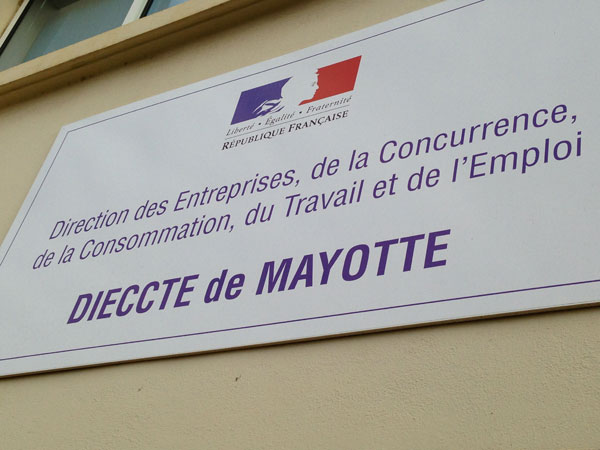 Liberté • Égalité • Fraternité
RÉPUBLIQUE FRANÇAISE
Direction des Entreprises, de la Concurrence,
de la Consommation, du Travail et de l'Emploi
DIECCTE de MAYOTTE